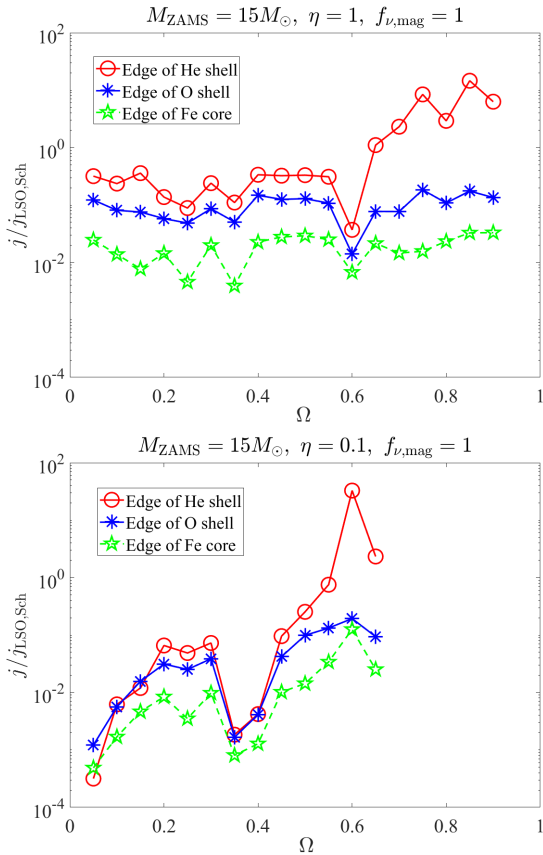 M_ZAMS = 15M_⊙, η = 1, f_ν,mag = 1
10^2
10^0
10^-2
10^-4
j/j_LSO,Sch
Edge of He shell
Edge of O shell
Edge of Fe core
0 0.2 0.4 0.6 0.8 1
Ω
M_ZAMS = 15M_⊙, η = 0.1, f_ν,mag = 1
10^2
10^0
10^-2
10^-4
j/j_LSO,Sch
Edge of He shell
Edge of O shell
Edge of Fe core
0 0.2 0.4 0.6 0.8 1
Ω